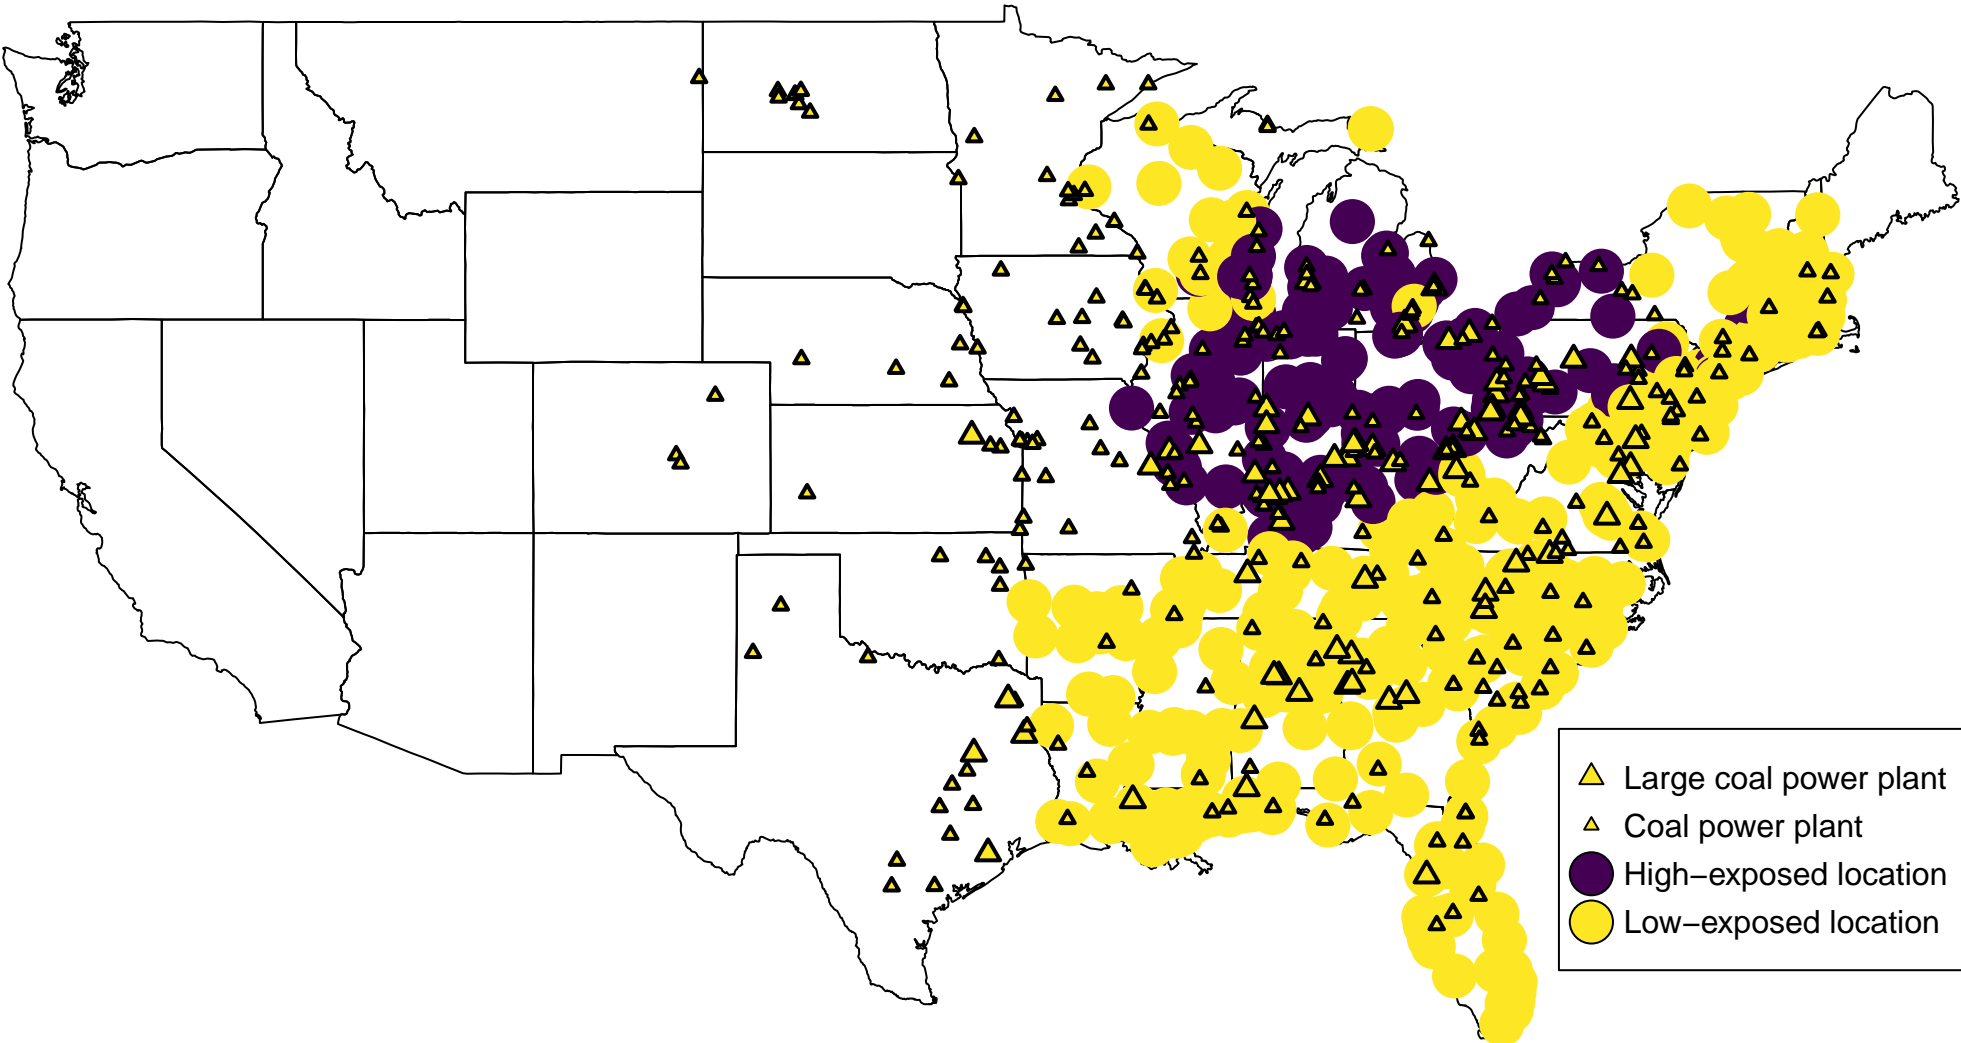 Large coal power plant
Coal power plant
High−exposed location
Low−exposed location